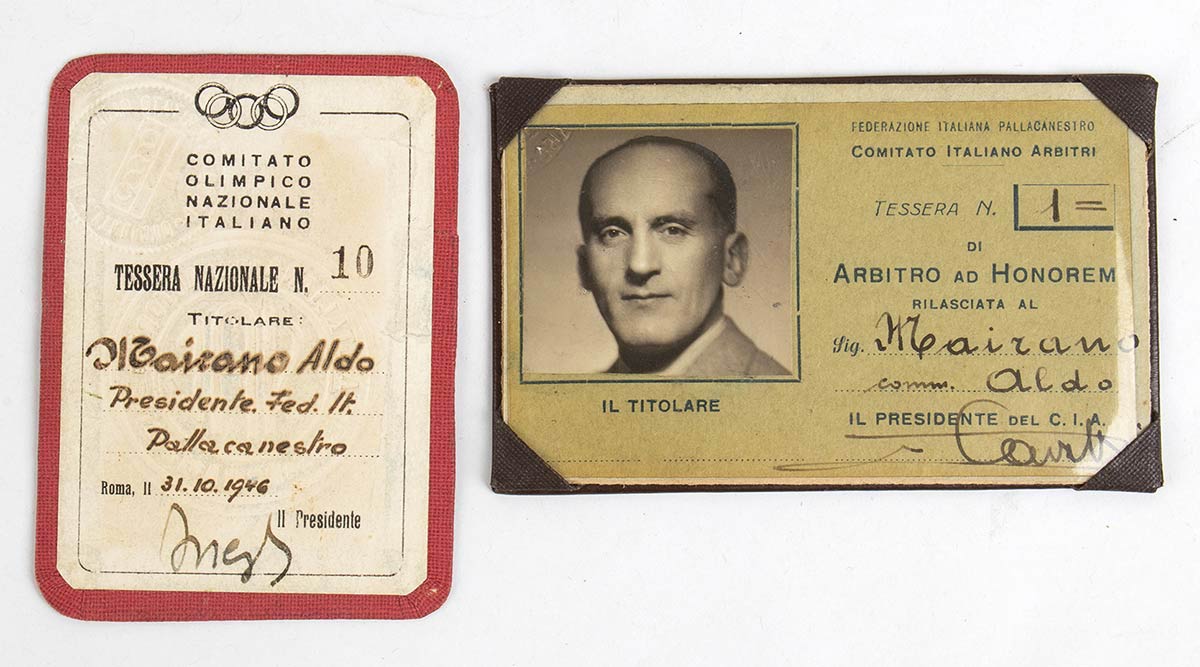 COMITATO
OLIMPICO
NAZIONALE
ITALIANO
TESSERA NAZIONALE N. 10
TITOLARE:
Mairano Aldo
Presidente Fed. It.
Pallacanestro
Roma, li 31.10.1946
Il Presidente
FEDERAZIONE ITALIANA PALLACANESTRO
COMITATO ITALIANO ARBITRI
TESSERA N. 1=
DI
ARBITRO AD HONOREM
RILASCIATA AL
Sig. Mairano
comm. Aldo
IL PRESIDENTE DEL C.I.A.
IL TITOLARE